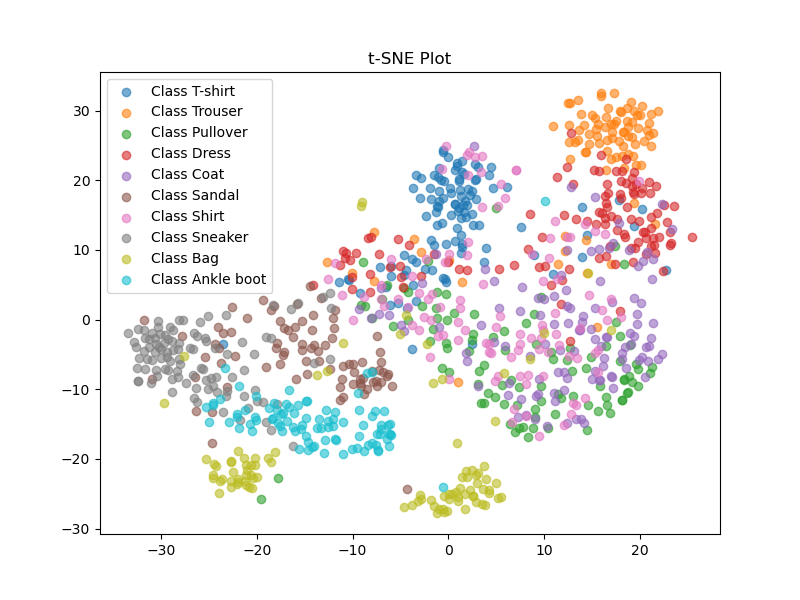 t-SNE Plot
Class T-shirt
Class Trouser
Class Pullover
Class Dress
Class Coat
Class Sandal
Class Shirt
Class Sneaker
Class Bag
Class Ankle boot
30
20
10
0
−10
−20
−30
−30 −20 −10 0 10 20